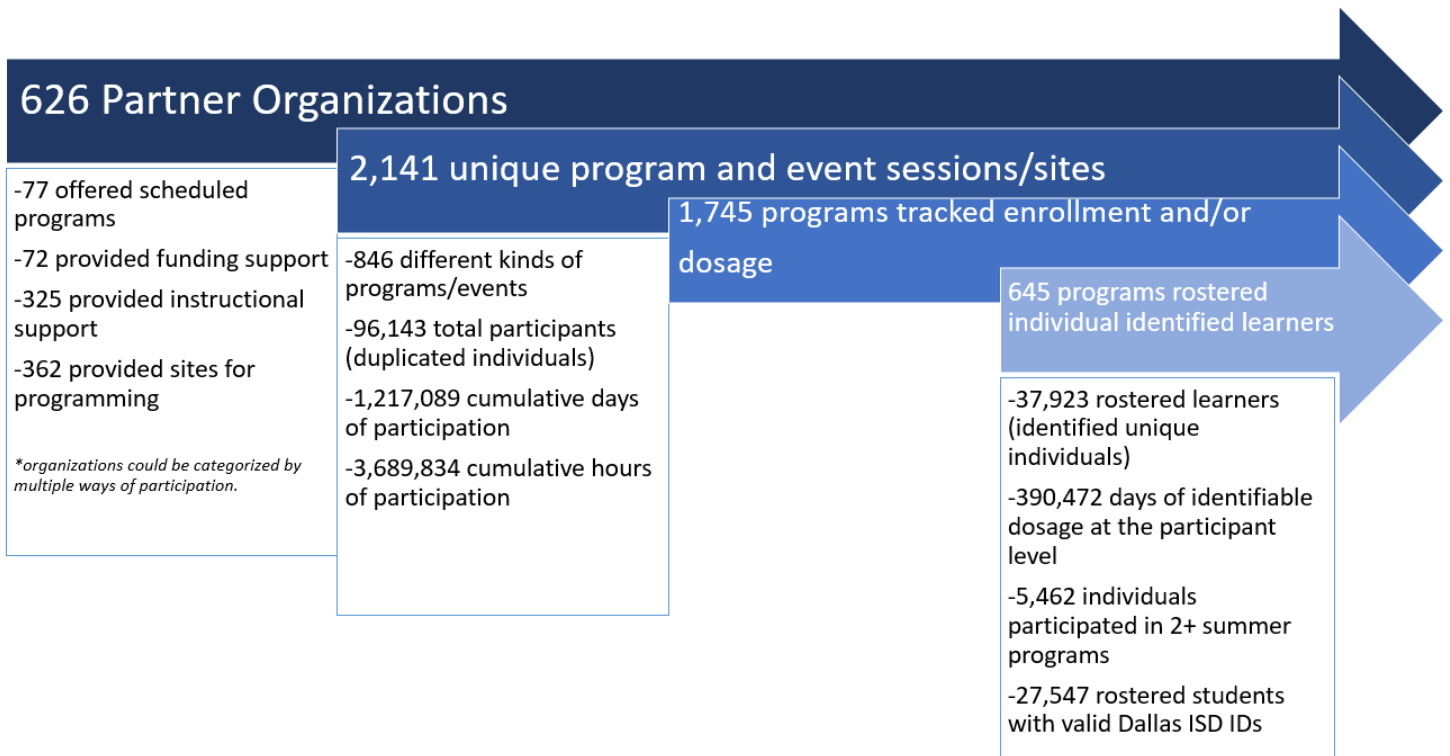 626 Partner Organizations
-77 offered scheduled
programs
-72 provided funding support
-325 provided instructional
support
-362 provided sites for
programming
*organizations could be categorized by
multiple ways of participation.
2,141 unique program and event sessions/sites
-846 different kinds of
programs/events
-96,143 total participants
(duplicated individuals)
-1,217,089 cumulative days
of participation
-3,689,834 cumulative hours
of participation
1,745 programs tracked enrollment and/or
dosage
645 programs rostered
individual identified learners
-37,923 rostered learners
(identified unique
individuals)
-390,472 days of identifiable
dosage at the participant
level
-5,462 individuals
participated in 2+ summer
programs
-27,547 rostered students
with valid Dallas ISD IDs